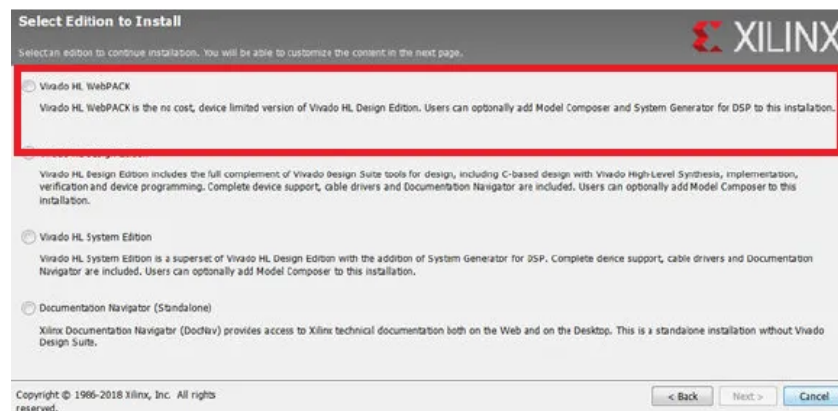 Select Edition to Install
Select an edition to continue installation. You will be able to customize the content in the next page.
XILINX
Vivado HL WebPACK
Vivado HL WebPACK is the no cost, device limited version of Vivado HL Design Edition. Users can optionally add Model Composer and System Generator for DSP to this installation.
Vivado HL Design Edition includes the full complement of Vivado Design Suite tools for design, including C-based design with Vivado High-Level Synthesis, implementation,
verification and device programming. Complete device support, cable drivers and Documentation Navigator are included. Users can optionally add Model Composer to this
installation.
Vivado HL System Edition
Vivado HL System Edition is a superset of Vivado HL Design Edition with the addition of System Generator for DSP. Complete device support, cable drivers and Documentation
Navigator are included. Users can optionally add Model Composer to this installation.
Documentation Navigator (Standalone)
Xilinx Documentation Navigator (DocNav) provides access to Xilinx technical documentation both on the Web and on the Desktop. This is a standalone installation without Vivado
Design Suite.
Copyright © 1986-2018 Xilinx, Inc. All rights
reserved.
< Back
Next >
Cancel